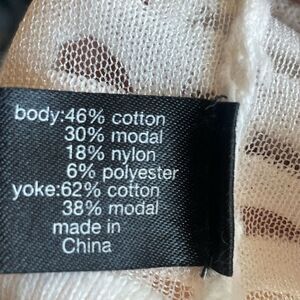 body:46% cotton
30% modal
18% nylon
6% polyester
yoke:62% cotton
38% modal
made in
China